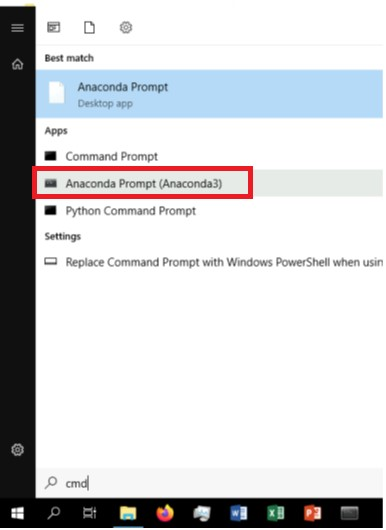 Best match
Anaconda Prompt
Desktop app
Apps
Command Prompt
Anaconda Prompt (Anaconda3)
Python Command Prompt
Settings
Replace Command Prompt with Windows PowerShell when usin
cmd